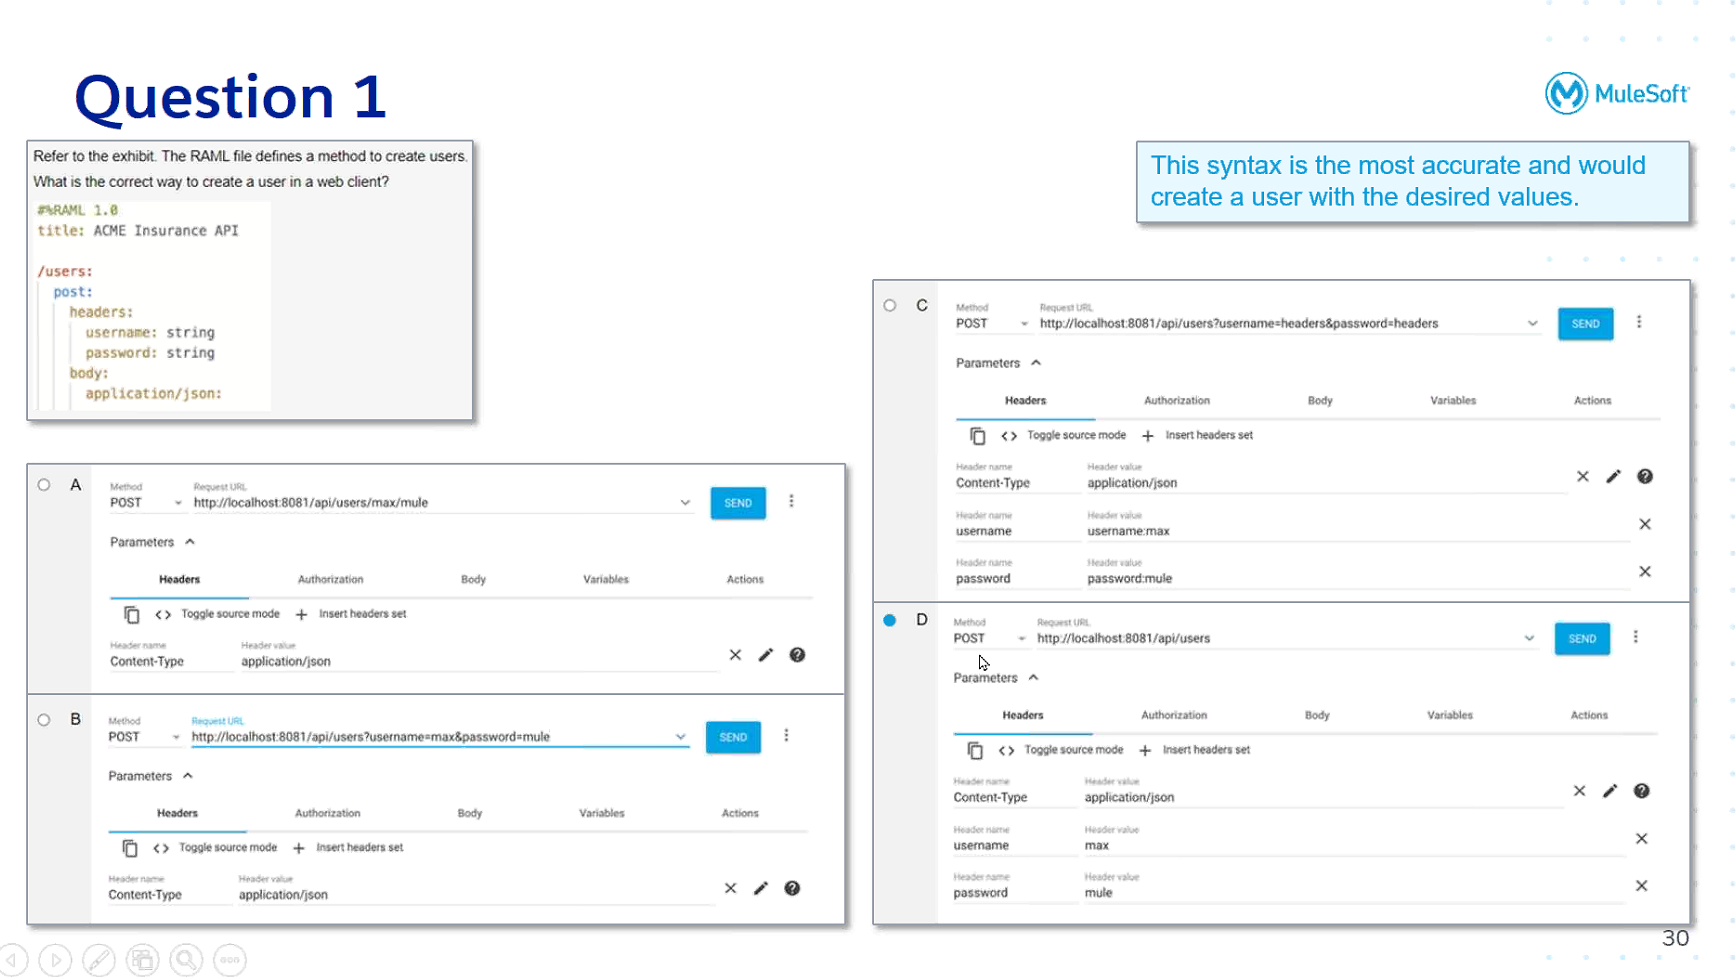 Question 1
MuleSoft
Refer to the exhibit. The RAML file defines a method to create users.
What is the correct way to create a user in a web client?
#%RAML 1.0
title: ACME Insurance API
/users:
post:
headers:
username: string
password: string
body:
application/json:
This syntax is the most accurate and would
create a user with the desired values.
A
Method
Request URL
POST
http://localhost:8081/api/users/max/mule
SEND
Parameters
Headers Authorization Body Variables Actions
Toggle source mode Insert headers set
Header name Header value
Content-Type application/json
B
Method
Request URL
POST
http://localhost:8081/api/users?username=max&password=mule
SEND
Parameters
Headers Authorization Body Variables Actions
Toggle source mode Insert headers set
Header name Header value
Content-Type application/json
C
Method
Request URL
POST
http://localhost:8081/api/users?username=headers&password=headers
SEND
Parameters
Headers Authorization Body Variables Actions
Toggle source mode Insert headers set
Header name Header value
Content-Type application/json
Header name Header value
username username:max
Header name Header value
password password:mule
D
Method
Request URL
POST
http://localhost:8081/api/users
SEND
Parameters
Headers Authorization Body Variables Actions
Toggle source mode Insert headers set
Header name Header value
Content-Type application/json
Header name Header value
username max
Header name Header value
password mule
30